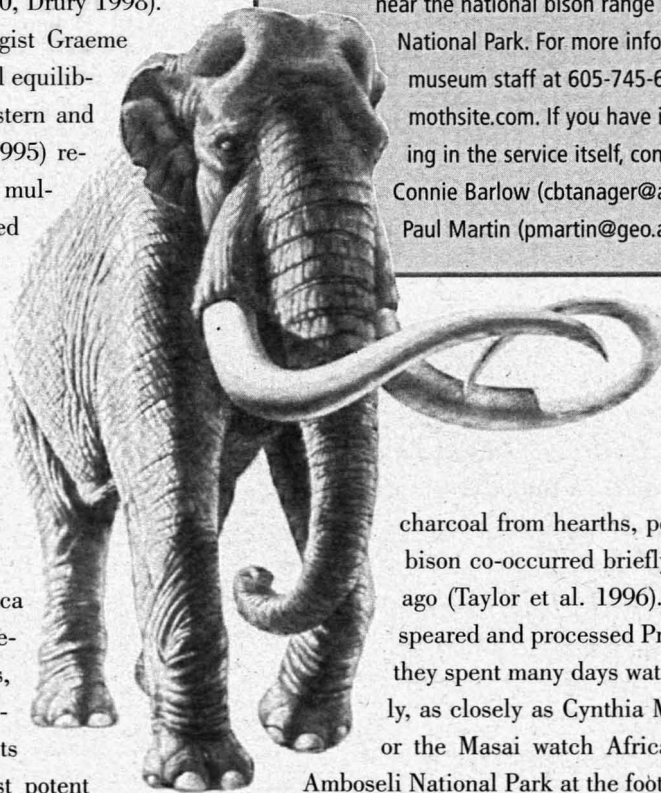 0, Drury 1998).
gist Graeme
l equilib-
stern and
1995) re-
mul-
ed
ca
e-
s,
-
ts
st potent
near the national bison range
National Park. For more info
museum staff at 605-745-6
mothsite.com. If you have i
ing in the service itself, con
Connie Barlow (cbtanager@a
Paul Martin (pmartin@geo.a
charcoal from hearths, p
bison co-occurred briefly
ago (Taylor et al. 1996).
speared and processed Pr
they spent many days wat
ly, as closely as Cynthia M
or the Masai watch Africa
Amboseli National Park at the foot